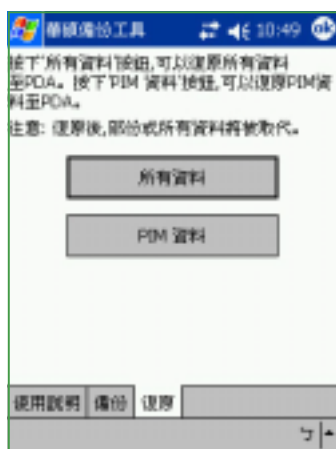 華碩備份工具 10:49 ok
按下'所有資料'按鈕,可以復原所有資料
至PDA。按下'PIM 資料'按鈕,可以復原PIM資
料至PDA。
注意: 復原後,部份或所有資料將被取代。
所有資料
PIM 資料
使用說明 備份 復原
ㄅ